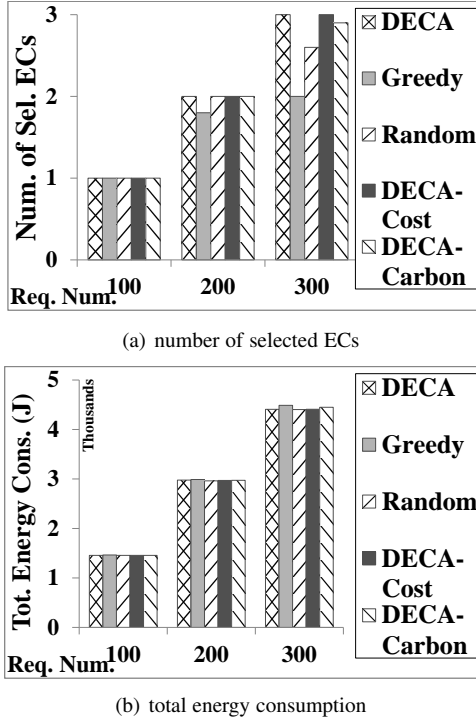 Num. of Sel. ECs
3
2
1
0
Req. Num.
100 200 300
DECA
Greedy
Random
DECA-
Cost
DECA-
Carbon
(a) number of selected ECs
Tot. Energy Cons. (J)
Thousands
5
4
3
2
1
0
Req. Num.
100 200 300
DECA
Greedy
Random
DECA-
Cost
DECA-
Carbon
(b) total energy consumption